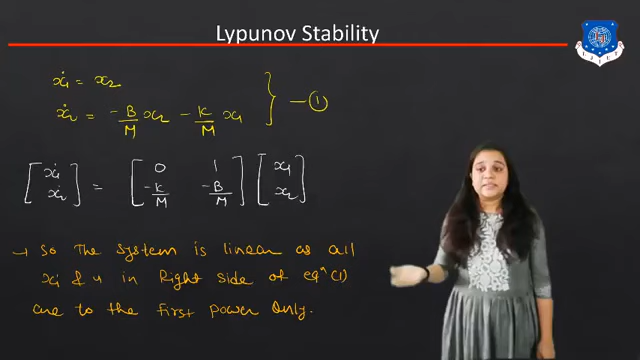 Lypunov Stability
ẋ₁ = x₂
ẋ₂ = -B/M x₂ - K/M x₁ } — ①
[ẋ₁ ẋ₂] = [0 1 -K/M -B/M] [x₁ x₂]
→ So The System is linear as all
xi & u in Right side of eqⁿ (1)
are to the first power only.